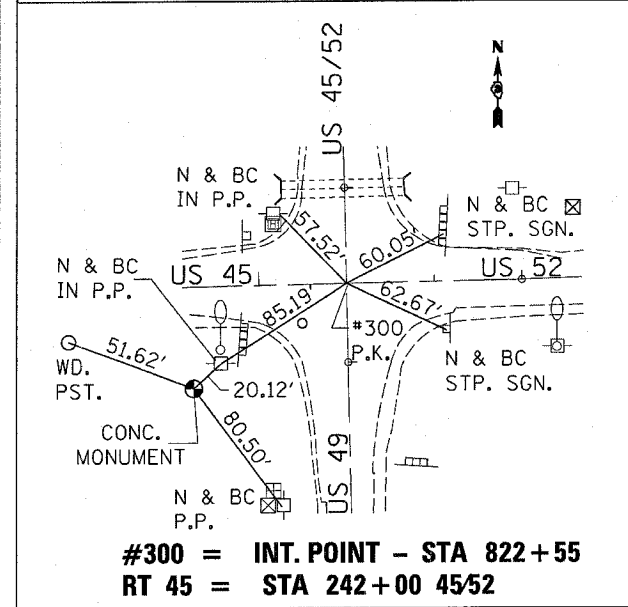 N
US 45/52
N & BC
IN P.P.
57.52'
60.05'
N & BC
STP. SGN.
N & BC
IN P.P.
US 45
US 52
85.19'
62.67'
#300
P.K.
51.62'
WD.
PST.
20.12'
N & BC
STP. SGN.
CONC.
MONUMENT
80.50'
US 49
N & BC
P.P.
#300 = INT. POINT - STA 822+55
RT 45 = STA 242+00 45/52